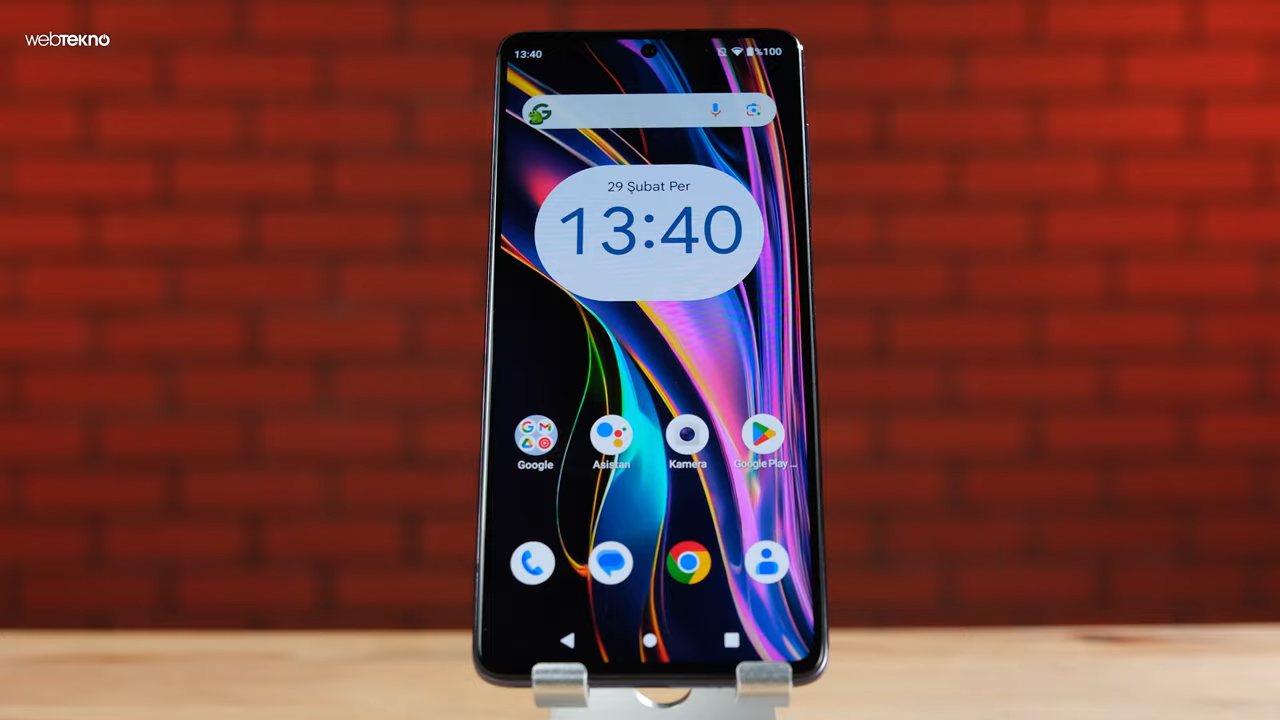 webtekno
13:40
%100
29 Şubat Per
13:40
Google
Asistan
Kamera
Google Play ...